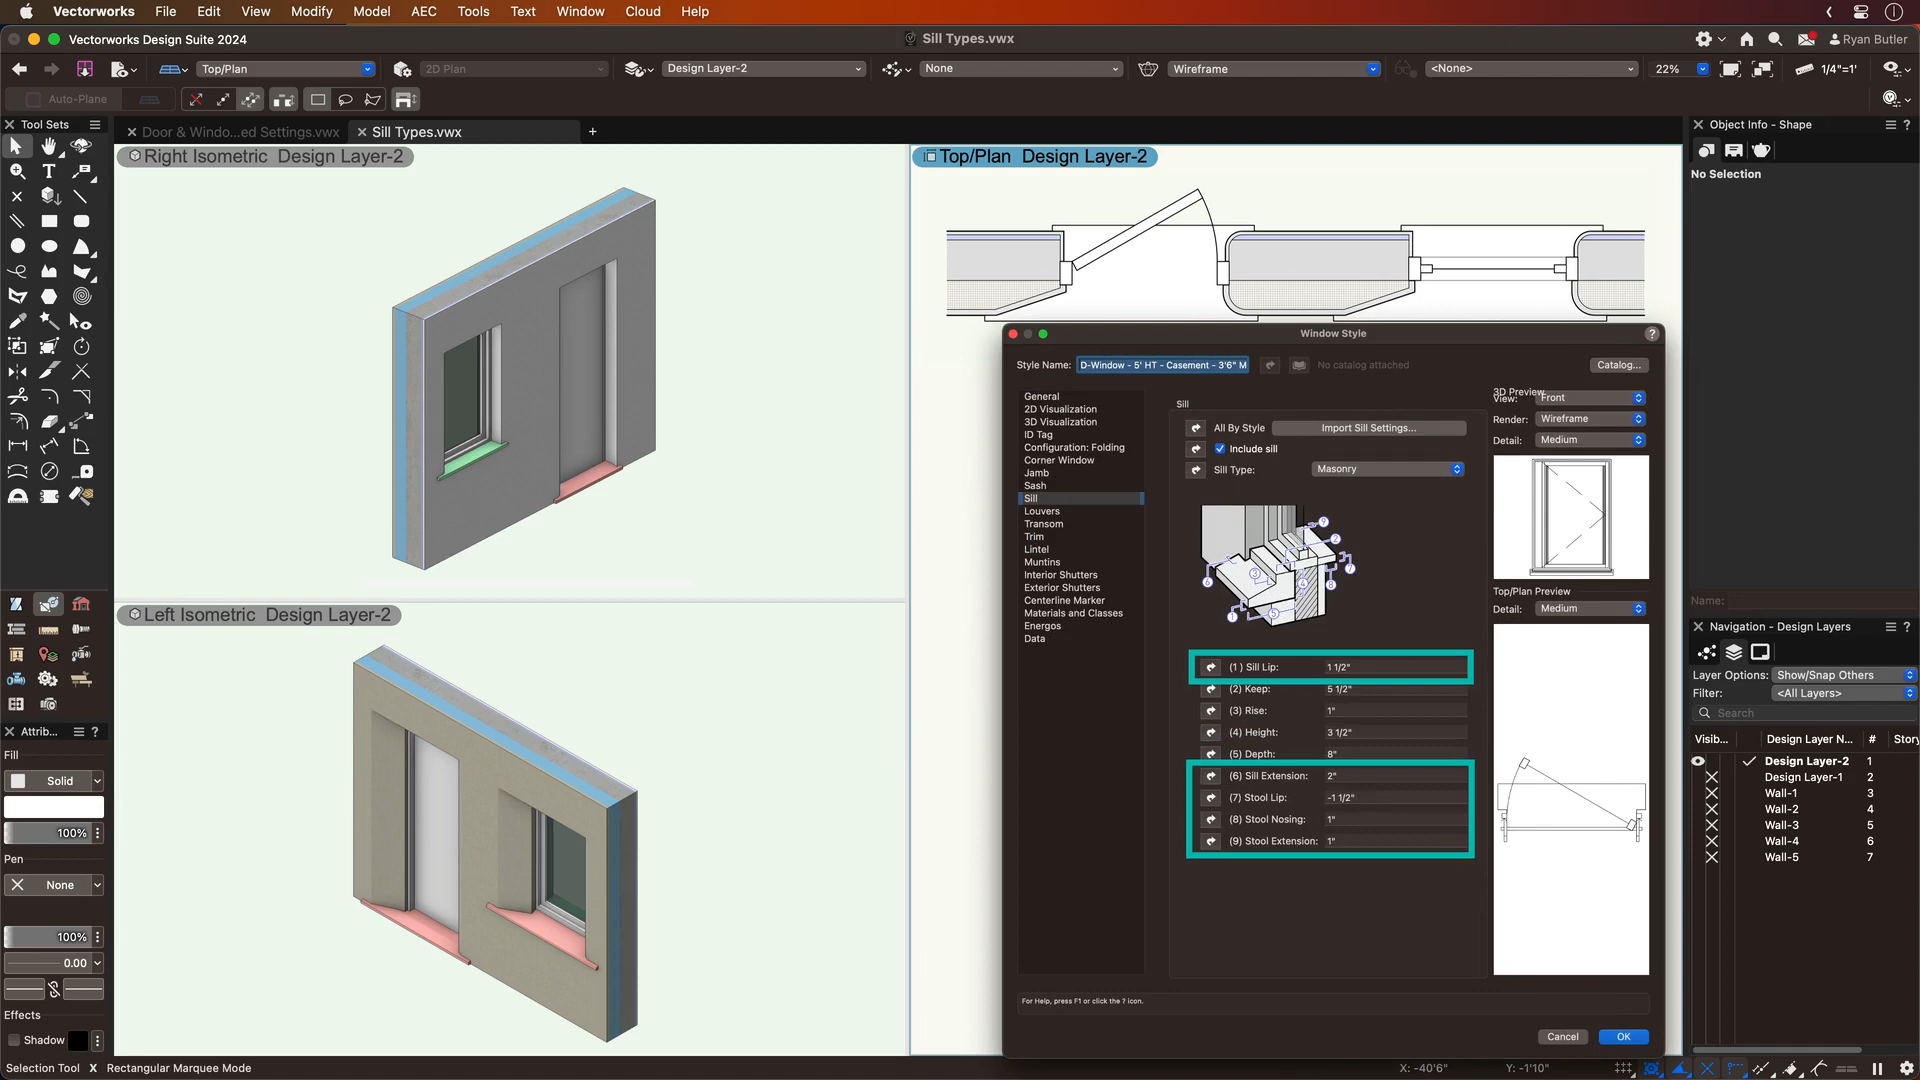 Vectorworks File Edit View Modify Model AEC Tools Text Window Cloud Help
Vectorworks Design Suite 2024
Sill Types.vwx
Ryan Butler
Top/Plan
2D Plan
Design Layer-2
None
Wireframe
<None>
22%
1/4"=1'
Auto-Plane
Tool Sets
Door & Windo...ed Settings.vwx
Sill Types.vwx
+
Right Isometric Design Layer-2
Top/Plan Design Layer-2
Left Isometric Design Layer-2
Attrib...
Fill
Solid
100%
Pen
None
100%
0.00
Effects
Shadow
Window Style
Style Name:
D-Window - 5' HT - Casement - 3'6" M
No catalog attached
Catalog...
General
2D Visualization
3D Visualization
ID Tag
Configuration: Folding
Corner Window
Jamb
Sash
Sill
Louvers
Transom
Trim
Lintel
Muntins
Interior Shutters
Exterior Shutters
Centerline Marker
Materials and Classes
Energos
Data
Sill
All By Style
Import Sill Settings...
Include sill
Sill Type:
Masonry
9
2
7
3
4
8
6
5
1
(1 ) Sill Lip: 1 1/2"
(2) Keep: 5 1/2"
(3) Rise: 1"
(4) Height: 3 1/2"
(5) Depth: 8"
(6) Sill Extension: 2"
(7) Stool Lip: -1 1/2"
(8) Stool Nosing: 1"
(9) Stool Extension: 1"
3D Preview
View: Front
Render: Wireframe
Detail: Medium
Top/Plan Preview
Detail: Medium
For Help, press F1 or click the ? icon.
Cancel
OK
Object Info - Shape
?
No Selection
Name:
Navigation - Design Layers
?
Layer Options: Show/Snap Others
Filter: <All Layers>
Search
Visib... Design Layer N... # Story
Design Layer-2 1
Design Layer-1 2
Wall-1 3
Wall-2 4
Wall-3 5
Wall-4 6
Wall-5 7
Selection Tool X Rectangular Marquee Mode
X: -40'6" Y: -1'10"